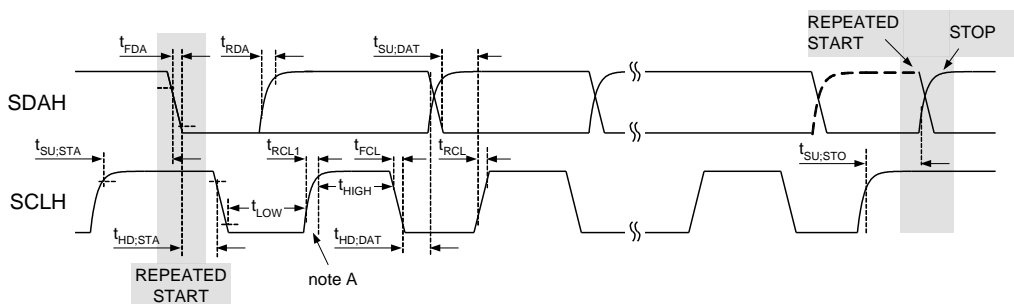 REPEATED
START
STOP
tFDA
tRDA
tSU;DAT
SDAH
tSU;STA
tRCL1
tFCL
tRCL
tSU;STO
tHIGH
SCLH
tLOW
tHD;STA
tHD;DAT
note A
REPEATED
START